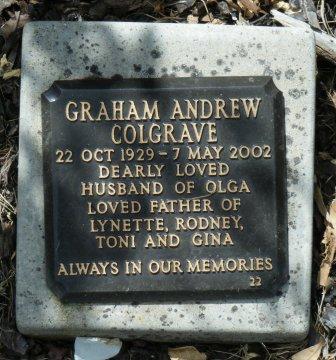 GRAHAM ANDREW
COLGRAVE
22 OCT 1929 - 7 MAY 2002
DEARLY LOVED
HUSBAND OF OLGA
LOVED FATHER OF
LYNETTE, RODNEY,
TONI AND GINA
ALWAYS IN OUR MEMORIES
22